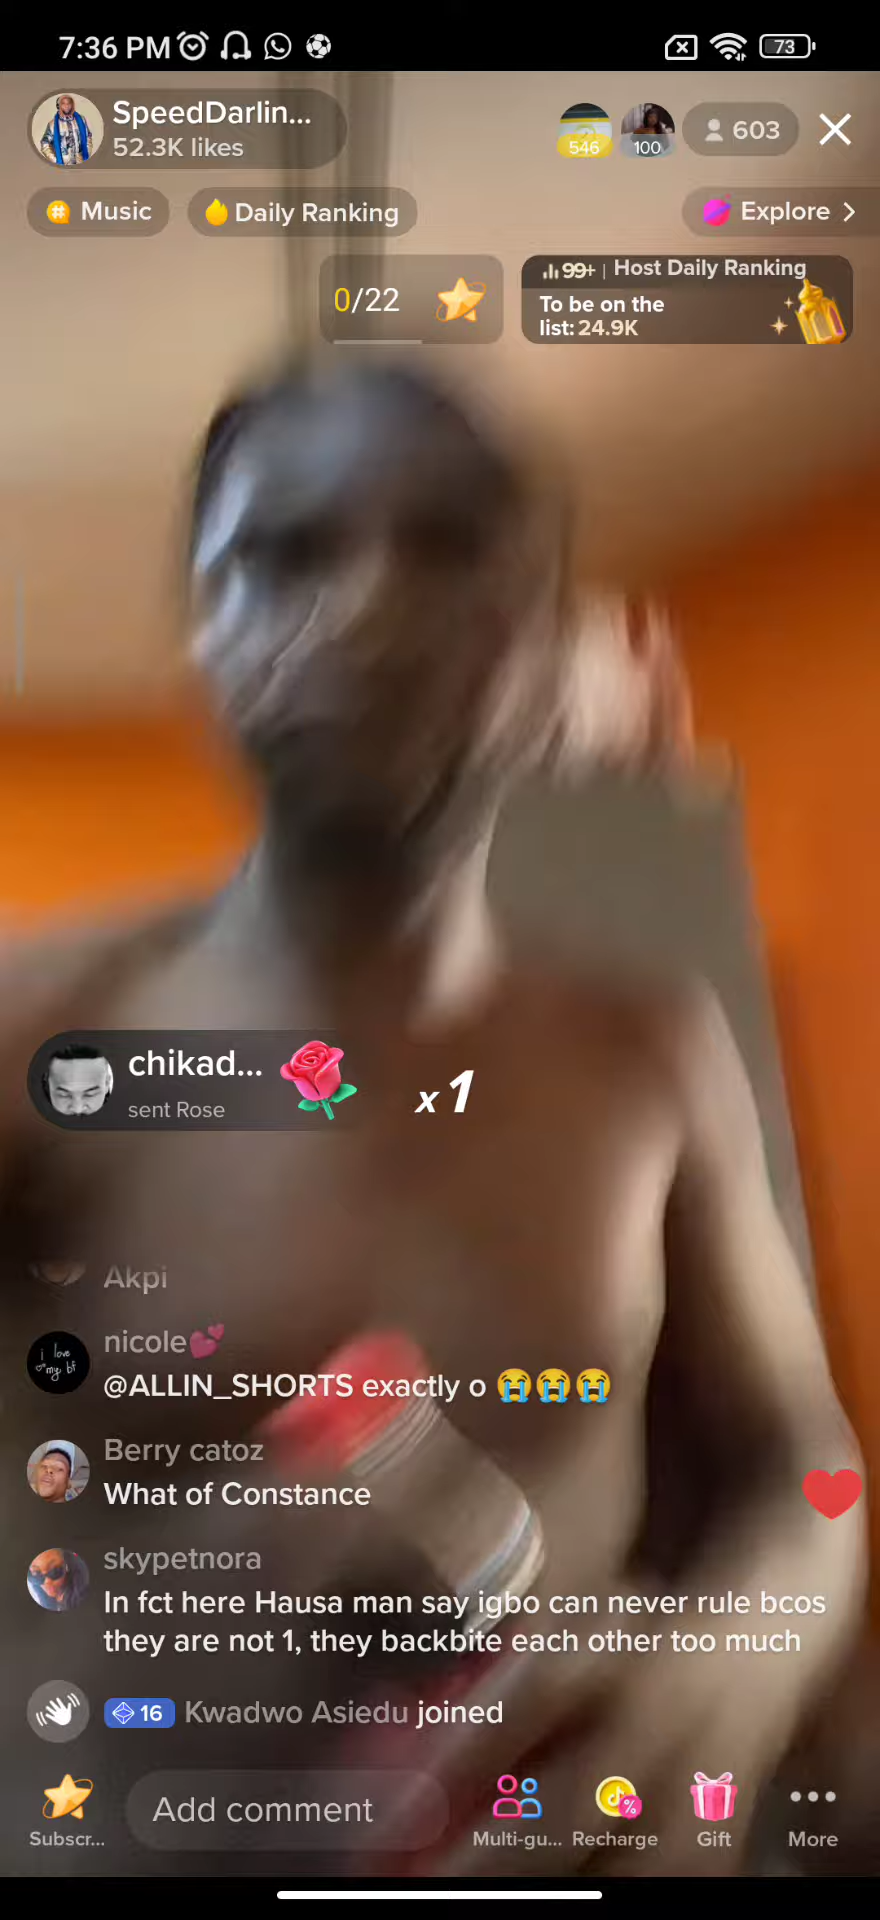 7:36 PM
73
SpeedDarlin...
52.3K likes
546
100
603
Music
Daily Ranking
Explore
0/22
99+ | Host Daily Ranking
To be on the
list: 24.9K
chikad...
sent Rose
x1
Akpi
nicole💕
i love
my bf
@ALLIN_SHORTS exactly o 😭😭😭
Berry catoz
What of Constance
skypetnora
In fct here Hausa man say igbo can never rule bcos
they are not 1, they backbite each other too much
16 Kwadwo Asiedu joined
Add comment
Subscr...
Multi-gu...
Recharge
Gift
More